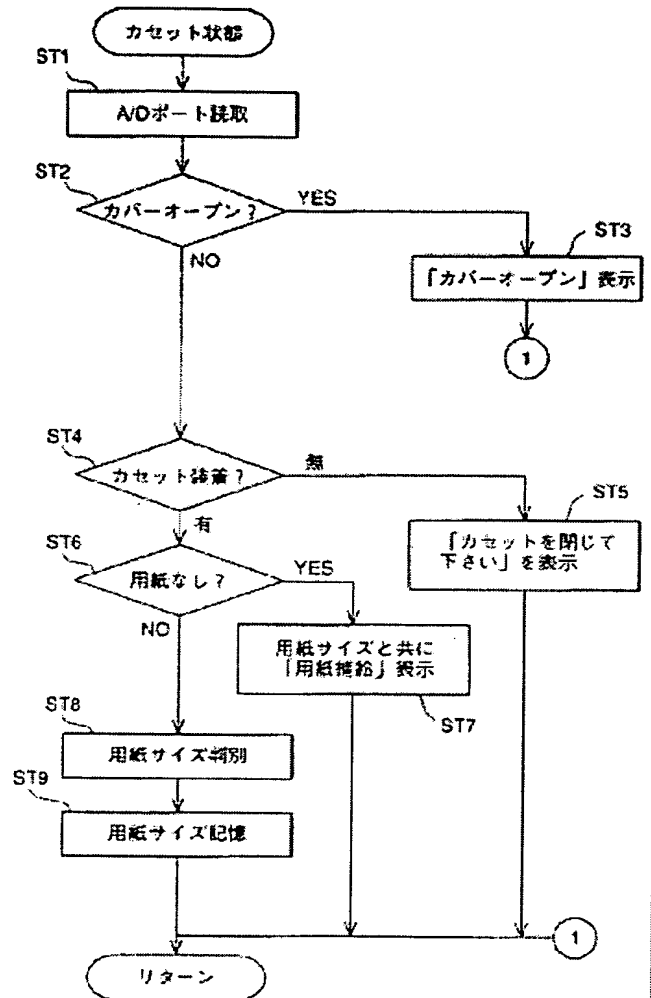 カセット状態
ST1
A/Dポート読取
ST2
カバーオープン?
YES
NO
ST3
「カバーオープン」表示
1
ST4
カセット装着?
無
有
ST5
「カセットを閉じて
下さい」を表示
ST6
用紙なし?
YES
NO
用紙サイズと共に
「用紙補給」表示
ST7
ST8
用紙サイズ判別
ST9
用紙サイズ記憶
1
リターン